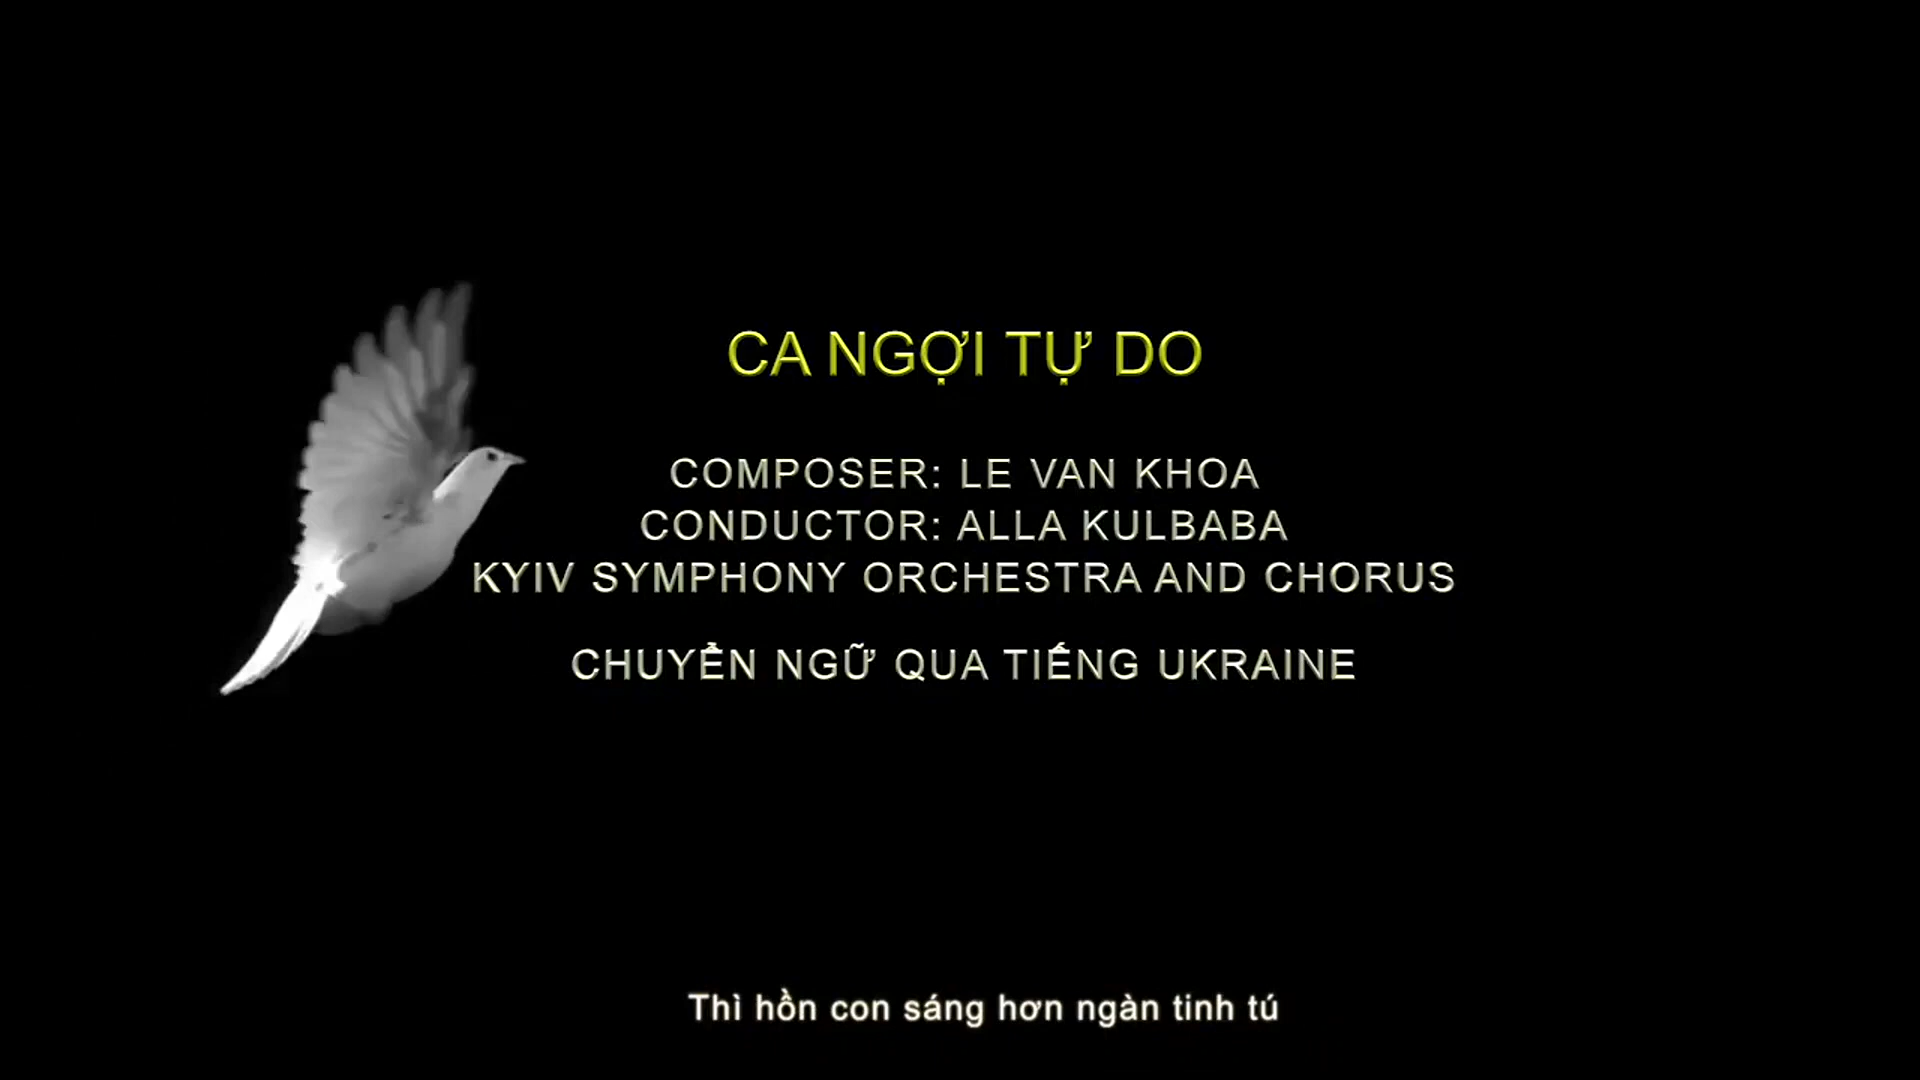 CA NGỢI TỰ DO
COMPOSER: LE VAN KHOA
CONDUCTOR: ALLA KULBABA
KYIV SYMPHONY ORCHESTRA AND CHORUS
CHUYỂN NGỮ QUA TIẾNG UKRAINE
Thì hồn con sáng hơn ngàn tinh tú